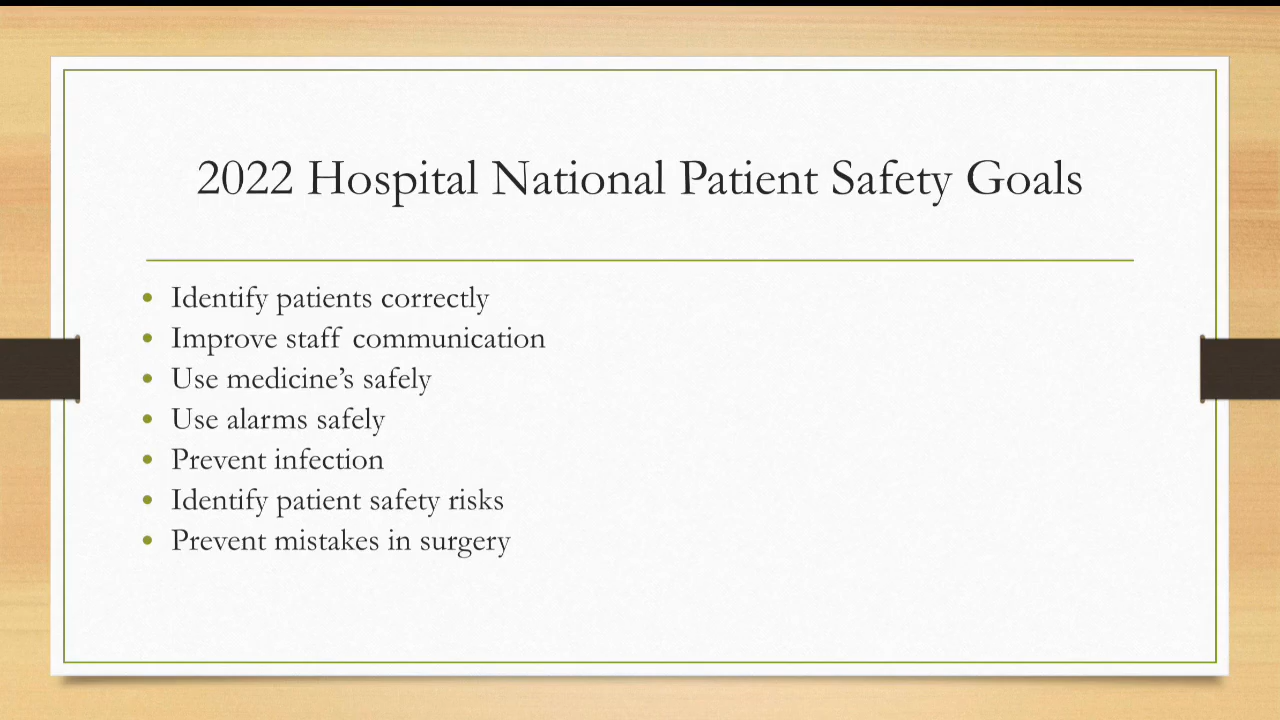 2022 Hospital National Patient Safety Goals
• Identify patients correctly
• Improve staff communication
• Use medicine’s safely
• Use alarms safely
• Prevent infection
• Identify patient safety risks
• Prevent mistakes in surgery